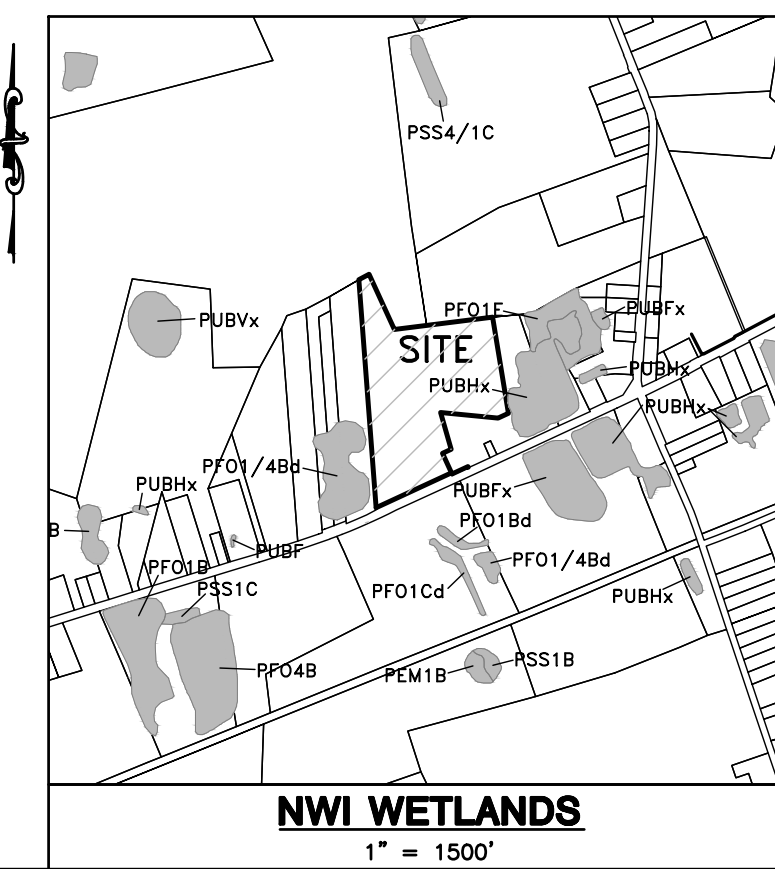 PSS4/1C
PFO1F
PUBFx
PUBVx
SITE
PUBHx
PUBHx
PUBHx
PFO1/4Bd
PUBHx
PUBFx
PFO1Bd
B
PUBF
PFO1B
PFO1/4Bd
PSS1C
PFO1Cd
PUBHx
PFO4B
PEM1B
PSS1B
NWI WETLANDS
1" = 1500'